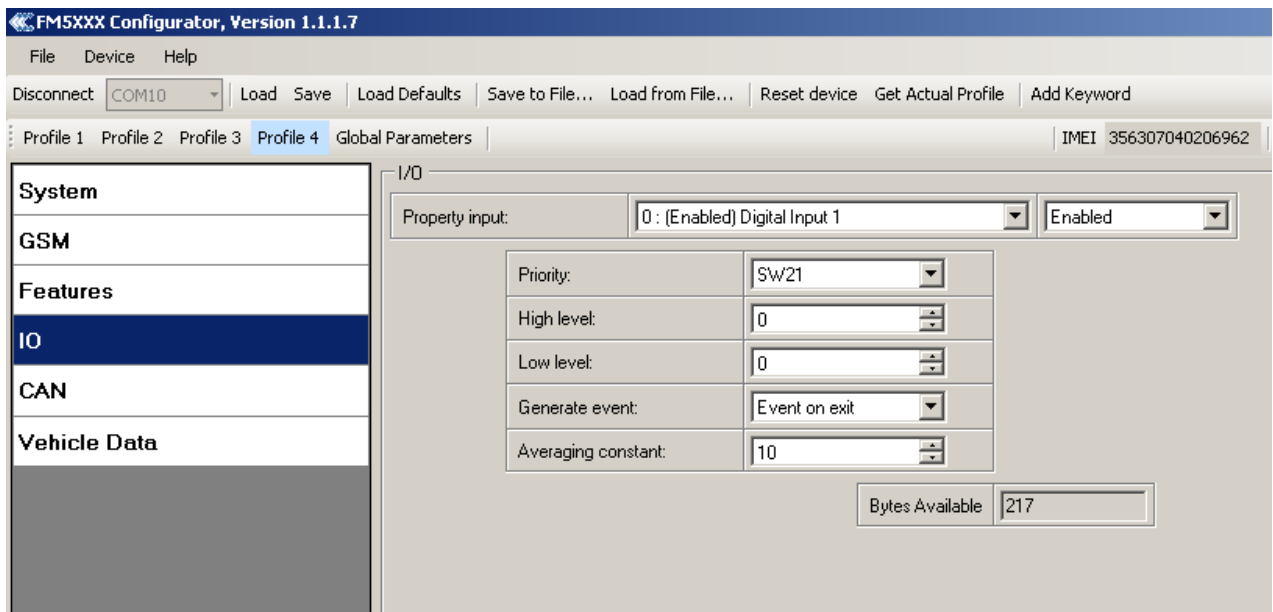 FM5XXX Configurator, Version 1.1.1.7
File Device Help
Disconnect COM10 Load Save Load Defaults Save to File... Load from File... Reset device Get Actual Profile Add Keyword
Profile 1 Profile 2 Profile 3 Profile 4 Global Parameters IMEI 356307040206962
System
GSM
Features
IO
CAN
Vehicle Data
I/O
Property input: 0 : (Enabled) Digital Input 1 Enabled
Priority: SW21
High level: 0
Low level: 0
Generate event: Event on exit
Averaging constant: 10
Bytes Available 217